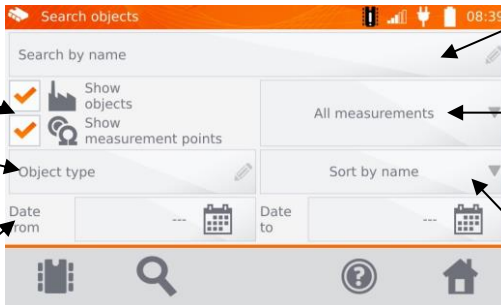 Search objects
08:39
Search by name
Show
objects
Show
measurement points
All measurements
Object type
Sort by name
Date
from
---
Date
to
---